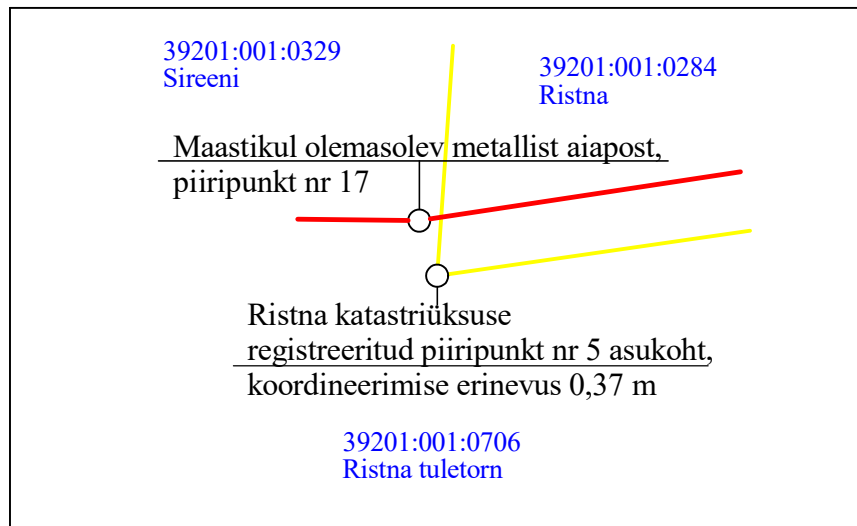 39201:001:0329
Sireeni
39201:001:0284
Ristna
Maastikul olemasolev metallist aiapost,
piiripunkt nr 17
Ristna katastriüksuse
registreeritud piiripunkt nr 5 asukoht,
koordineerimise erinevus 0,37 m
39201:001:0706
Ristna tuletorn